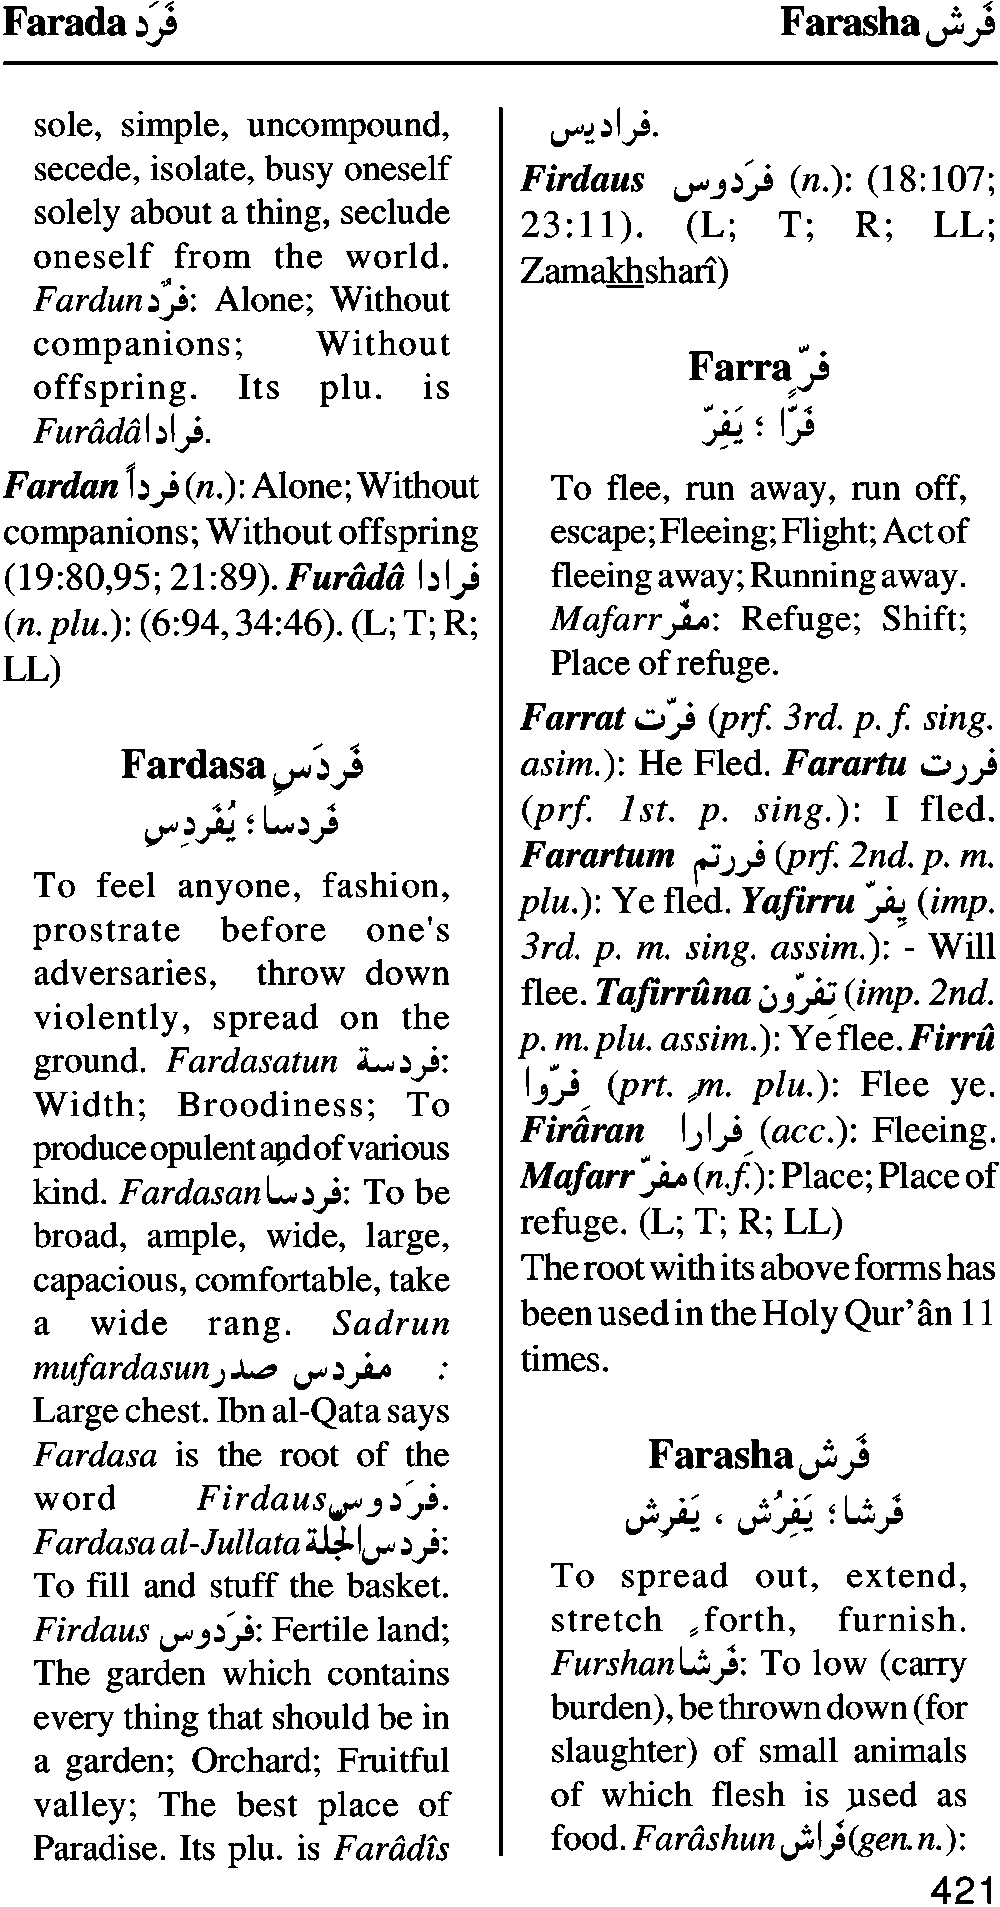 Farada فَرَد
Farasha فَرش
sole, simple, uncompound,
secede, isolate, busy oneself
solely about a thing, seclude
oneself from the world.
Fardun فردٌ: Alone; Without
companions; Without
offspring. Its plu. is
Furâdâ فرادا.
Fardan فرداً (n.): Alone; Without
companions; Without offspring
(19:80,95; 21:89). Furâdâ فرادا
(n. plu.): (6:94, 34:46). (L; T; R;
LL)
Fardasa فَردَسَ
فَردسا ؛ يُفَردِس
To feel anyone, fashion,
prostrate before one's
adversaries, throw down
violently, spread on the
ground. Fardasatun فردسة:
Width; Broodiness; To
produce opulent and of various
kind. Fardasan فردسا: To be
broad, ample, wide, large,
capacious, comfortable, take
a wide rang. Sadrun
mufardasun مفردس صدر :
Large chest. Ibn al-Qata says
Fardasa is the root of the
word Firdaus فردَوس.
Fardasa al-Jullata فردس الجلة:
To fill and stuff the basket.
Firdaus فرَدوس: Fertile land;
The garden which contains
every thing that should be in
a garden; Orchard; Fruitful
valley; The best place of
Paradise. Its plu. is Farâdîs
فراديس.
Firdaus فرَدوس (n.): (18:107;
23:11). (L; T; R; LL;
Zamakhsharî)
Farra فرّ
فَرًّا ؛ يَفِرّ
To flee, run away, run off,
escape; Fleeing; Flight; Act of
fleeing away; Running away.
Mafarr مفّر: Refuge; Shift;
Place of refuge.
Farrat فرّت (prf. 3rd. p. f. sing.
asim.): He Fled. Farartu فررت
(prf. 1st. p. sing.): I fled.
Farartum فررتم (prf. 2nd. p. m.
plu.): Ye fled. Yafirru يفِرّ (imp.
3rd. p. m. sing. assim.): - Will
flee. Tafirrûna تَفِرّون (imp. 2nd.
p. m. plu. assim.): Ye flee. Firrû
فِرّوا (prt. m. plu.): Flee ye.
Firâran فِرارا (acc.): Fleeing.
Mafarr مفرّ (n.f.): Place; Place of
refuge. (L; T; R; LL)
The root with its above forms has
been used in the Holy Qur’ân 11
times.
Farasha فَرش
فَرشا ؛ يَفرُش ، يَفرِش
To spread out, extend,
stretch forth, furnish.
Furshan فَرشا: To low (carry
burden), be thrown down (for
slaughter) of small animals
of which flesh is used as
food. Farâshun فَراش (gen. n.):
421